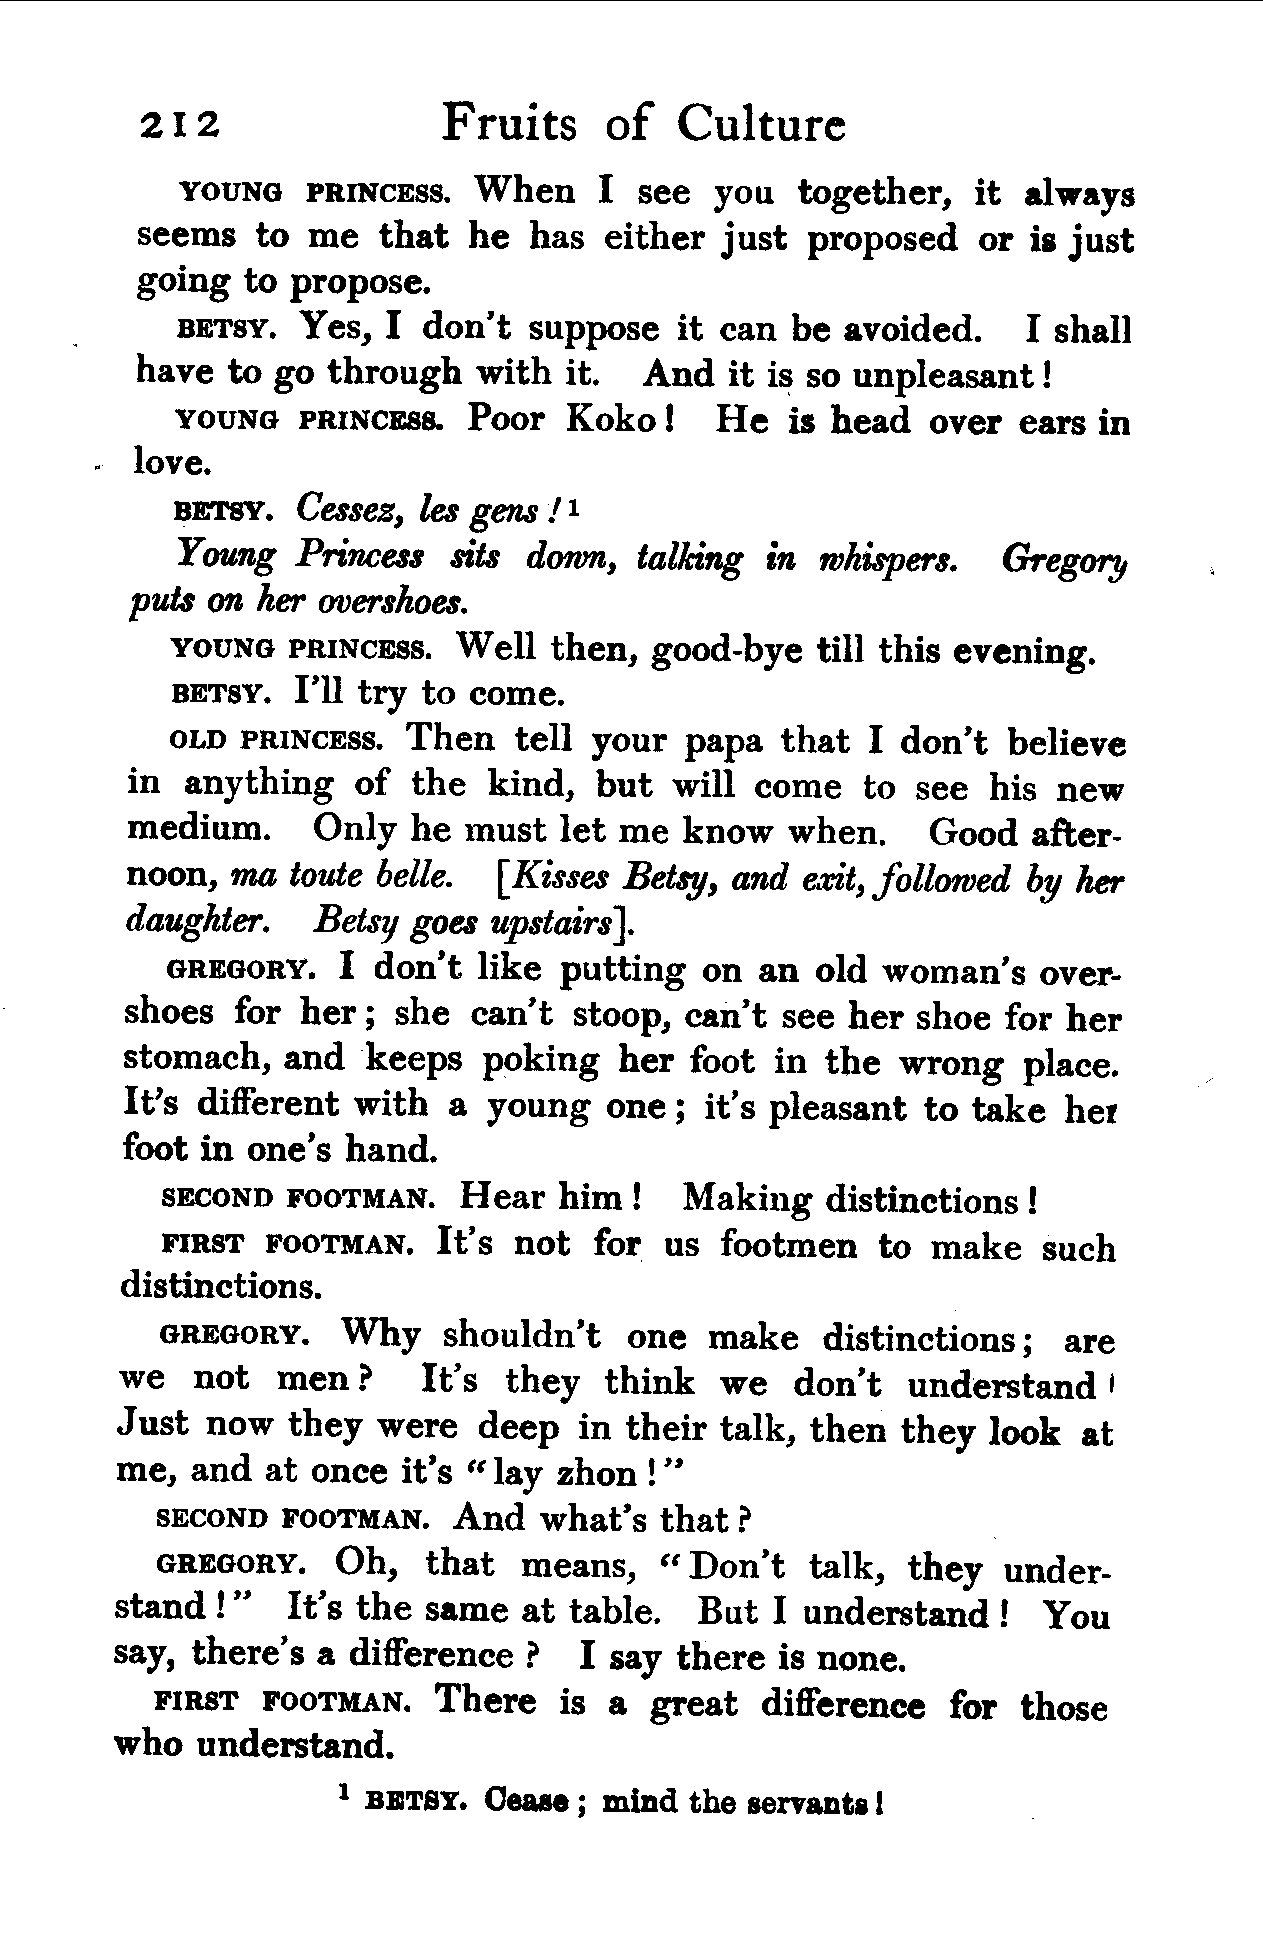 212 Fruits of Culture
YOUNG PRINCESS. When I see you together, it always
seems to me that he has either just proposed or is just
going to propose.
BETSY. Yes, I don't suppose it can be avoided. I shall
have to go through with it. And it is so unpleasant!
YOUNG PRINCESS. Poor Koko! He is head over ears in
love.
BETSY. Cessez, les gens!¹
Young Princess sits down, talking in whispers. Gregory
puts on her overshoes.
YOUNG PRINCESS. Well then, good-bye till this evening.
BETSY. I'll try to come.
OLD PRINCESS. Then tell your papa that I don't believe
in anything of the kind, but will come to see his new
medium. Only he must let me know when. Good after-
noon, ma toute belle. [Kisses Betsy, and exit, followed by her
daughter. Betsy goes upstairs].
GREGORY. I don't like putting on an old woman's over-
shoes for her; she can't stoop, can't see her shoe for her
stomach, and keeps poking her foot in the wrong place.
It's different with a young one; it's pleasant to take her
foot in one's hand.
SECOND FOOTMAN. Hear him! Making distinctions!
FIRST FOOTMAN. It's not for us footmen to make such
distinctions.
GREGORY. Why shouldn't one make distinctions; are
we not men? It's they think we don't understand!
Just now they were deep in their talk, then they look at
me, and at once it's "lay zhon!"
SECOND FOOTMAN. And what's that?
GREGORY. Oh, that means, "Don't talk, they under-
stand!" It's the same at table. But I understand! You
say, there's a difference? I say there is none.
FIRST FOOTMAN. There is a great difference for those
who understand.
¹ BETSY. Cease; mind the servants!